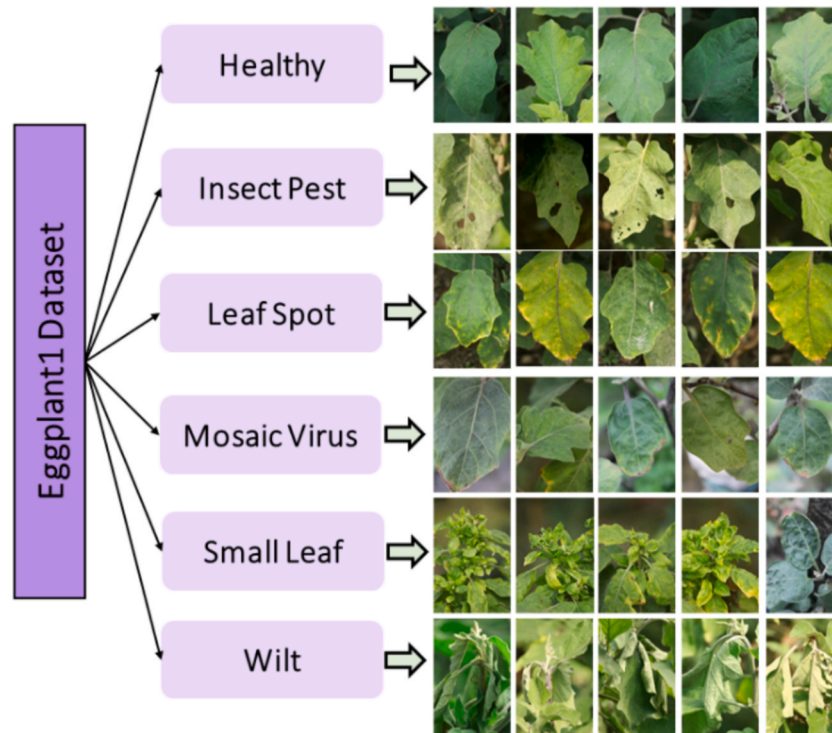 Eggplant1 Dataset
Healthy
Insect Pest
Leaf Spot
Mosaic Virus
Small Leaf
Wilt